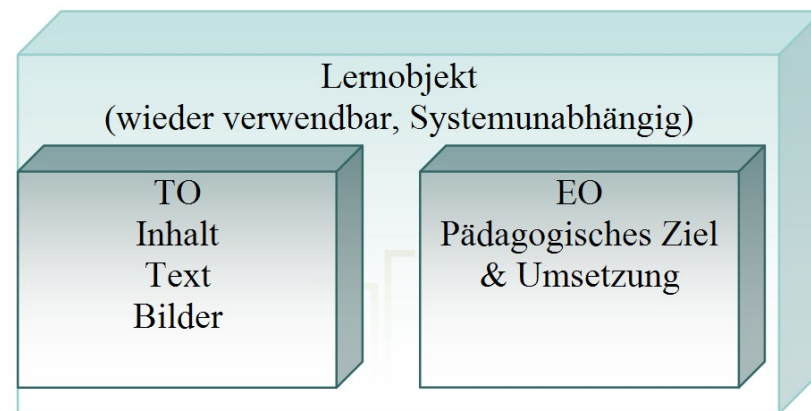 Lernobjekt
(wieder verwendbar, Systemunabhängig)
TO
Inhalt
Text
Bilder
EO
Pädagogisches Ziel
& Umsetzung